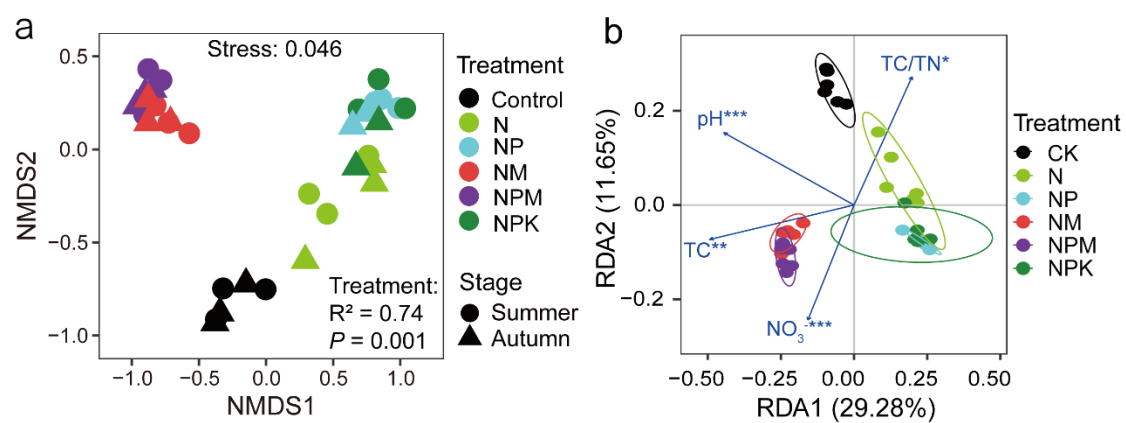 a
Stress: 0.046
NMDS2
0.5
0.0
−0.5
−1.0
−1.0
−0.5
0.0
0.5
1.0
NMDS1
Treatment:
R² = 0.74
P = 0.001
Treatment
Control
N
NP
NM
NPM
NPK
Stage
Summer
Autumn
b
RDA2 (11.65%)
0.2
0.0
−0.2
−0.50
−0.25
0.00
0.25
0.50
RDA1 (29.28%)
TC/TN*
pH***
TC**
NO₃⁻***
Treatment
CK
N
NP
NM
NPM
NPK